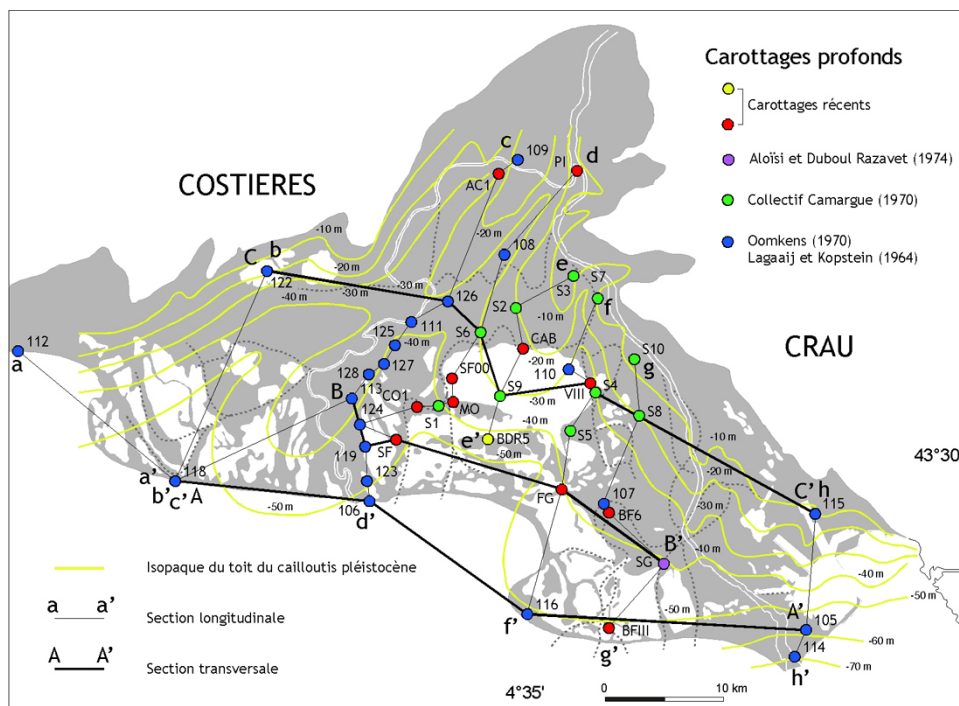 Carottages profonds
Carottages récents
Aloïsi et Duboul Razavet (1974)
Collectif Camargue (1970)
Oomkens (1970)
Lagaaij et Kopstein (1964)
COSTIERES
CRAU
c
109
PI
d
AC1
-10 m
-20 m
C
b
122
-20 m
-30 m
-40 m
-30 m
-30 m
108
e
S7
S3
S2
-10 m
f
126
111
125
-40 m
S6
CAB
-20 m
110
S10
g
112
a
127
128
113
SF00
VIII
S4
B
124
CO1
S1
MO
S9
-30 m
S8
-40 m
S5
-10 m
119
SF
e'
BDR5
-50 m
-20 m
43°30
a'
118
b'
c'
A
123
FG
107
BF6
-30 m
C'
h
115
-50 m
106
d'
B'
SG
-40 m
-40 m
-50 m
116
f'
BFIII
g'
-50 m
A'
105
-60 m
114
-70 m
h'
Isopaque du toit du cailloutis pléistocène
a a'
Section longitudinale
A A'
Section transversale
4°35'
0 10 km